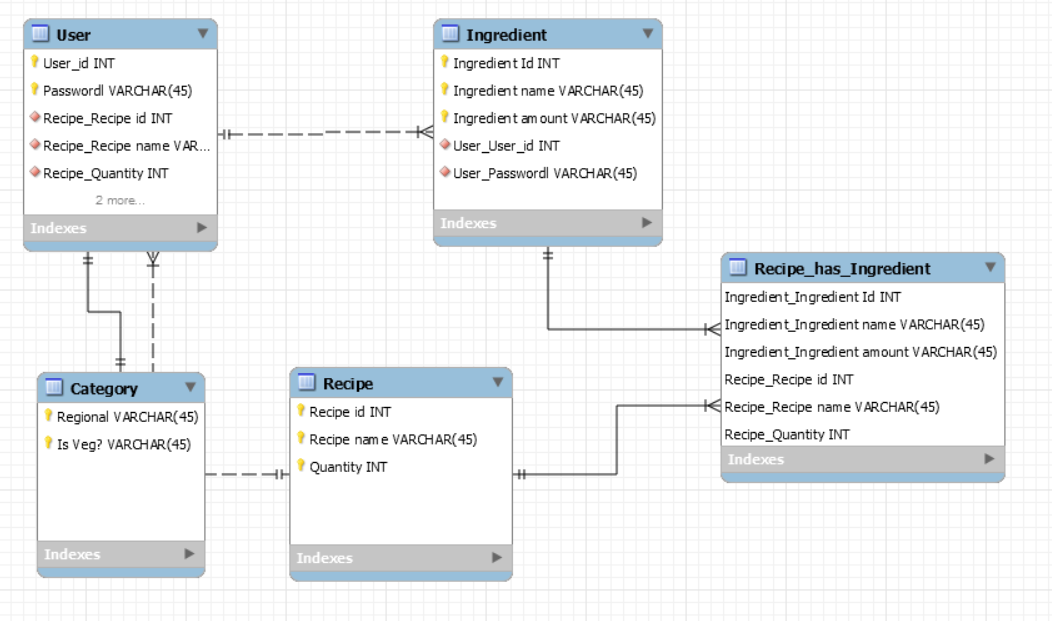 User
User_id INT
Passwordl VARCHAR(45)
Recipe_Recipe id INT
Recipe_Recipe name VAR...
Recipe_Quantity INT
2 more...
Indexes
Ingredient
Ingredient Id INT
Ingredient name VARCHAR(45)
Ingredient amount VARCHAR(45)
User_User_id INT
User_Passwordl VARCHAR(45)
Indexes
Recipe_has_Ingredient
Ingredient_Ingredient Id INT
Ingredient_Ingredient name VARCHAR(45)
Ingredient_Ingredient amount VARCHAR(45)
Recipe_Recipe id INT
Recipe_Recipe name VARCHAR(45)
Recipe_Quantity INT
Indexes
Category
Regional VARCHAR(45)
Is Veg? VARCHAR(45)
Indexes
Recipe
Recipe id INT
Recipe name VARCHAR(45)
Quantity INT
Indexes